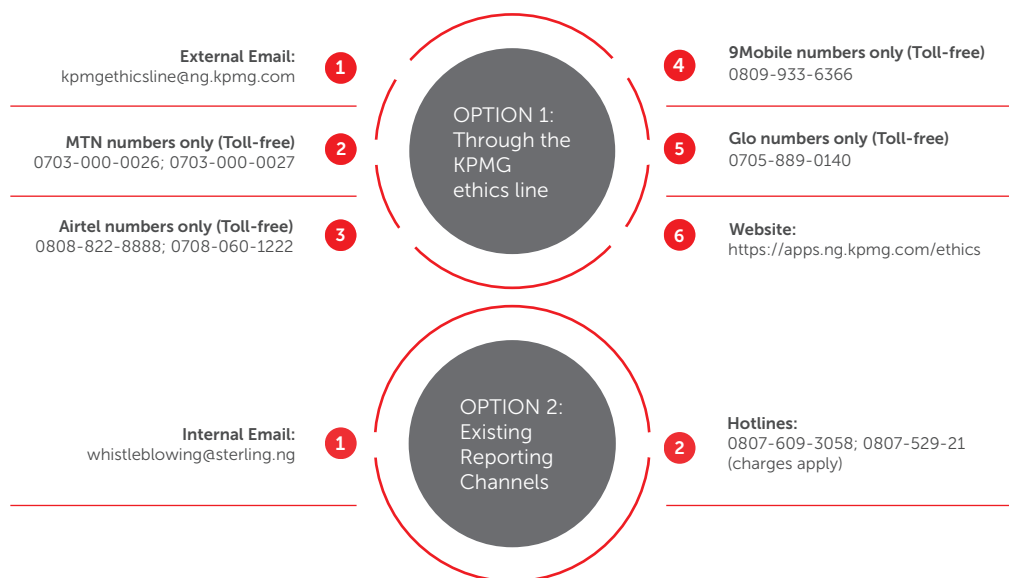 OPTION 1:
Through the
KPMG
ethics line
1
External Email:
kpmgethicsline@ng.kpmg.com
2
MTN numbers only (Toll-free)
0703-000-0026; 0703-000-0027
3
Airtel numbers only (Toll-free)
0808-822-8888; 0708-060-1222
4
9Mobile numbers only (Toll-free)
0809-933-6366
5
Glo numbers only (Toll-free)
0705-889-0140
6
Website:
https://apps.ng.kpmg.com/ethics
OPTION 2:
Existing
Reporting
Channels
1
Internal Email:
whistleblowing@sterling.ng
2
Hotlines:
0807-609-3058; 0807-529-21
(charges apply)